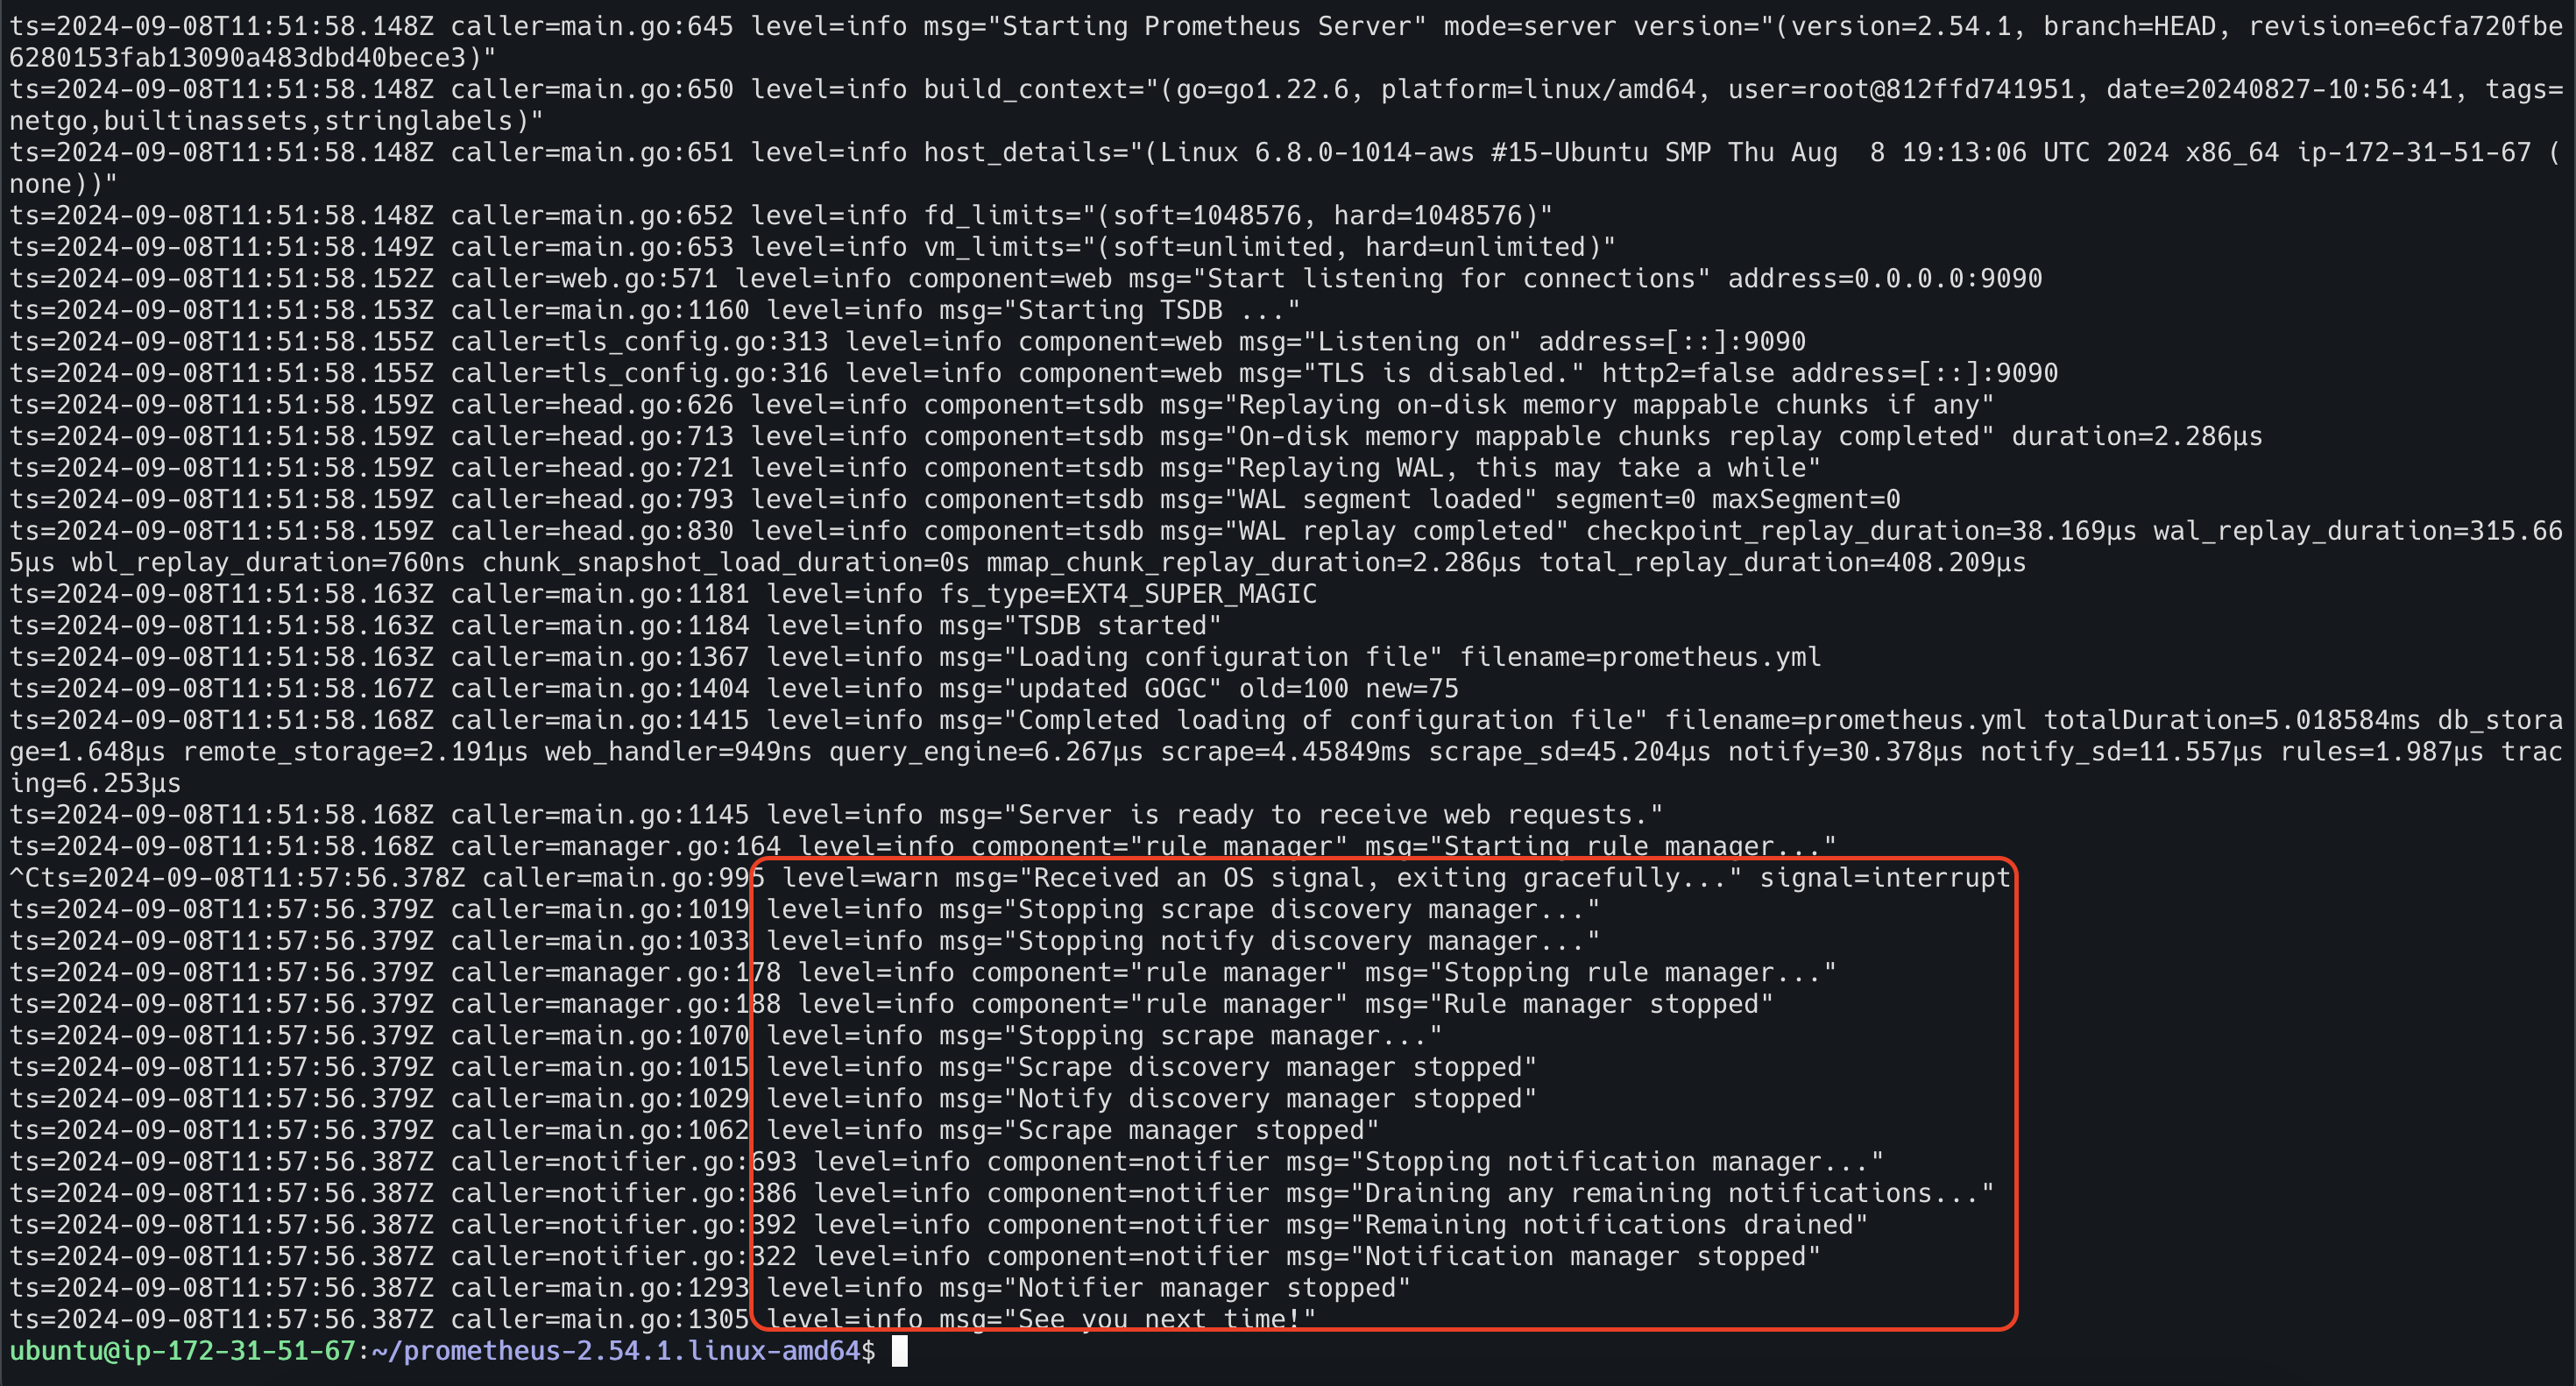 ts=2024-09-08T11:51:58.148Z caller=main.go:645 level=info msg="Starting Prometheus Server" mode=server version="(version=2.54.1, branch=HEAD, revision=e6cfa720fbe
6280153fab13090a483dbd40bece3)"
ts=2024-09-08T11:51:58.148Z caller=main.go:650 level=info build_context="(go=go1.22.6, platform=linux/amd64, user=root@812ffd741951, date=20240827-10:56:41, tags=
netgo,builtinassets,stringlabels)"
ts=2024-09-08T11:51:58.148Z caller=main.go:651 level=info host_details="(Linux 6.8.0-1014-aws #15-Ubuntu SMP Thu Aug  8 19:13:06 UTC 2024 x86_64 ip-172-31-51-67 (
none))"
ts=2024-09-08T11:51:58.148Z caller=main.go:652 level=info fd_limits="(soft=1048576, hard=1048576)"
ts=2024-09-08T11:51:58.149Z caller=main.go:653 level=info vm_limits="(soft=unlimited, hard=unlimited)"
ts=2024-09-08T11:51:58.152Z caller=web.go:571 level=info component=web msg="Start listening for connections" address=0.0.0.0:9090
ts=2024-09-08T11:51:58.153Z caller=main.go:1160 level=info msg="Starting TSDB ..."
ts=2024-09-08T11:51:58.155Z caller=tls_config.go:313 level=info component=web msg="Listening on" address=[::]:9090
ts=2024-09-08T11:51:58.155Z caller=tls_config.go:316 level=info component=web msg="TLS is disabled." http2=false address=[::]:9090
ts=2024-09-08T11:51:58.159Z caller=head.go:626 level=info component=tsdb msg="Replaying on-disk memory mappable chunks if any"
ts=2024-09-08T11:51:58.159Z caller=head.go:713 level=info component=tsdb msg="On-disk memory mappable chunks replay completed" duration=2.286µs
ts=2024-09-08T11:51:58.159Z caller=head.go:721 level=info component=tsdb msg="Replaying WAL, this may take a while"
ts=2024-09-08T11:51:58.159Z caller=head.go:793 level=info component=tsdb msg="WAL segment loaded" segment=0 maxSegment=0
ts=2024-09-08T11:51:58.159Z caller=head.go:830 level=info component=tsdb msg="WAL replay completed" checkpoint_replay_duration=38.169µs wal_replay_duration=315.66
5µs wbl_replay_duration=760ns chunk_snapshot_load_duration=0s mmap_chunk_replay_duration=2.286µs total_replay_duration=408.209µs
ts=2024-09-08T11:51:58.163Z caller=main.go:1181 level=info fs_type=EXT4_SUPER_MAGIC
ts=2024-09-08T11:51:58.163Z caller=main.go:1184 level=info msg="TSDB started"
ts=2024-09-08T11:51:58.163Z caller=main.go:1367 level=info msg="Loading configuration file" filename=prometheus.yml
ts=2024-09-08T11:51:58.167Z caller=main.go:1404 level=info msg="updated GOGC" old=100 new=75
ts=2024-09-08T11:51:58.168Z caller=main.go:1415 level=info msg="Completed loading of configuration file" filename=prometheus.yml totalDuration=5.018584ms db_stora
ge=1.648µs remote_storage=2.191µs web_handler=949ns query_engine=6.267µs scrape=4.45849ms scrape_sd=45.204µs notify=30.378µs notify_sd=11.557µs rules=1.987µs trac
ing=6.253µs
ts=2024-09-08T11:51:58.168Z caller=main.go:1145 level=info msg="Server is ready to receive web requests."
ts=2024-09-08T11:51:58.168Z caller=manager.go:164 level=info component="rule manager" msg="Starting rule manager..."
^Cts=2024-09-08T11:57:56.378Z caller=main.go:995 level=warn msg="Received an OS signal, exiting gracefully..." signal=interrupt
ts=2024-09-08T11:57:56.379Z caller=main.go:1019 level=info msg="Stopping scrape discovery manager..."
ts=2024-09-08T11:57:56.379Z caller=main.go:1033 level=info msg="Stopping notify discovery manager..."
ts=2024-09-08T11:57:56.379Z caller=manager.go:178 level=info component="rule manager" msg="Stopping rule manager..."
ts=2024-09-08T11:57:56.379Z caller=manager.go:188 level=info component="rule manager" msg="Rule manager stopped"
ts=2024-09-08T11:57:56.379Z caller=main.go:1070 level=info msg="Stopping scrape manager..."
ts=2024-09-08T11:57:56.379Z caller=main.go:1015 level=info msg="Scrape discovery manager stopped"
ts=2024-09-08T11:57:56.379Z caller=main.go:1029 level=info msg="Notify discovery manager stopped"
ts=2024-09-08T11:57:56.379Z caller=main.go:1062 level=info msg="Scrape manager stopped"
ts=2024-09-08T11:57:56.387Z caller=notifier.go:693 level=info component=notifier msg="Stopping notification manager..."
ts=2024-09-08T11:57:56.387Z caller=notifier.go:386 level=info component=notifier msg="Draining any remaining notifications..."
ts=2024-09-08T11:57:56.387Z caller=notifier.go:392 level=info component=notifier msg="Remaining notifications drained"
ts=2024-09-08T11:57:56.387Z caller=notifier.go:322 level=info component=notifier msg="Notification manager stopped"
ts=2024-09-08T11:57:56.387Z caller=main.go:1293 level=info msg="Notifier manager stopped"
ts=2024-09-08T11:57:56.387Z caller=main.go:1305 level=info msg="See you next time!"
ubuntu@ip-172-31-51-67:~/prometheus-2.54.1.linux-amd64$